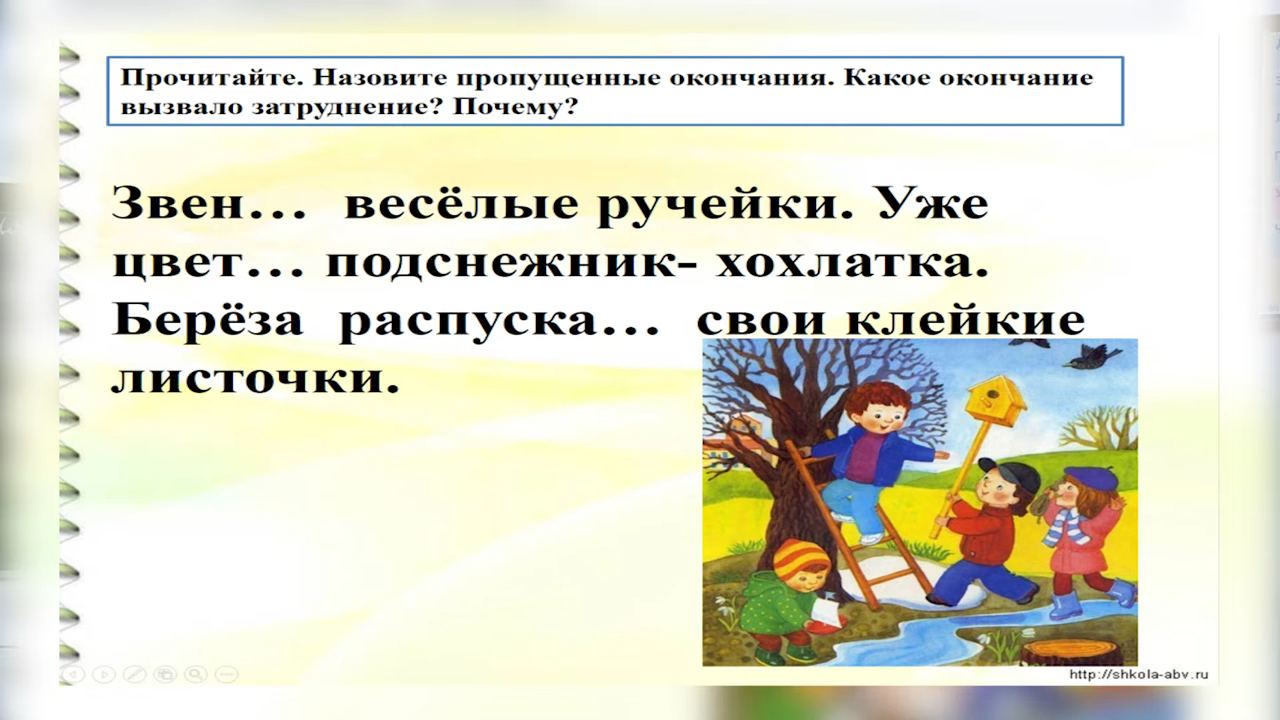 Прочитайте. Назовите пропущенные окончания. Какое окончание
вызвало затруднение? Почему?
Звен… весёлые ручейки. Уже
цвет… подснежник- хохлатка.
Берёза распуска… свои клейкие
листочки.
http://shkola-abv.ru